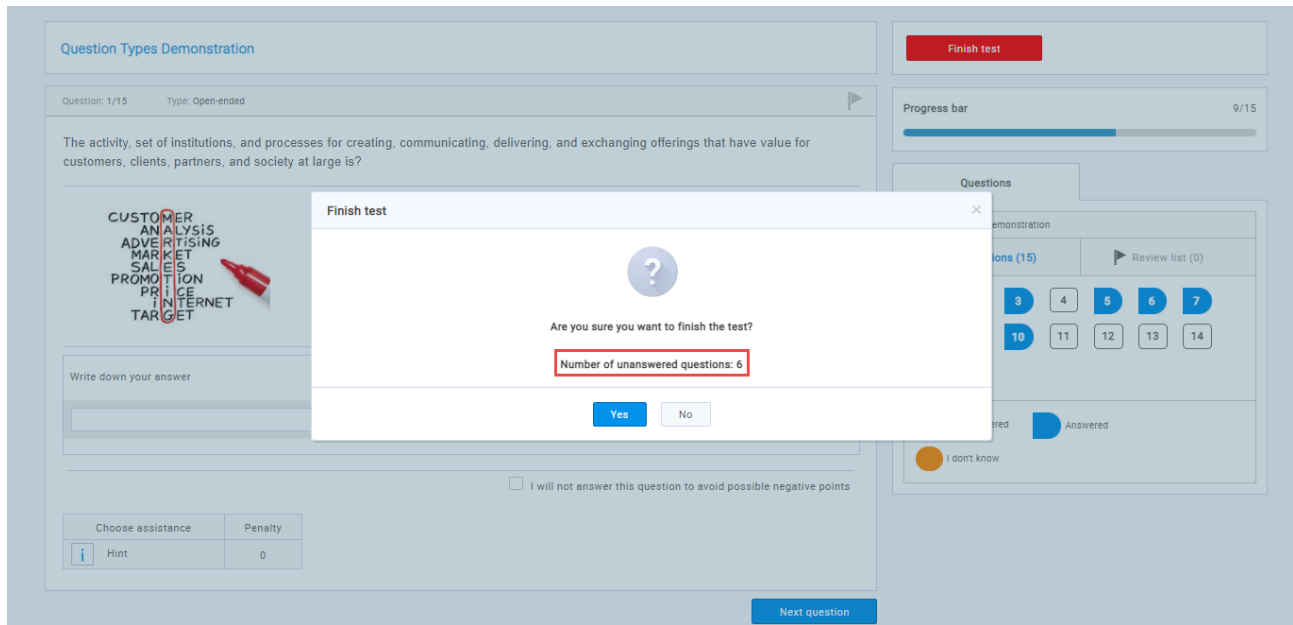 Question Types Demonstration
Finish test
Question: 1/15 Type: Open-ended
Progress bar 9/15
The activity, set of institutions, and processes for creating, communicating, delivering, and exchanging offerings that have value for
customers, clients, partners, and society at large is?
Questions
CUSTOMER
ANALYSIS
ADVERTISING
MARKET
SALES
PROMOTION
PRICE
INTERNET
TARGET
Finish test
?
Are you sure you want to finish the test?
Number of unanswered questions: 6
Yes No
emonstration
ions (15) Review list (0)
3 4 5 6 7
10 11 12 13 14
ered Answered
I don't know
Write down your answer
I will not answer this question to avoid possible negative points
Choose assistance Penalty
i Hint 0
Next question